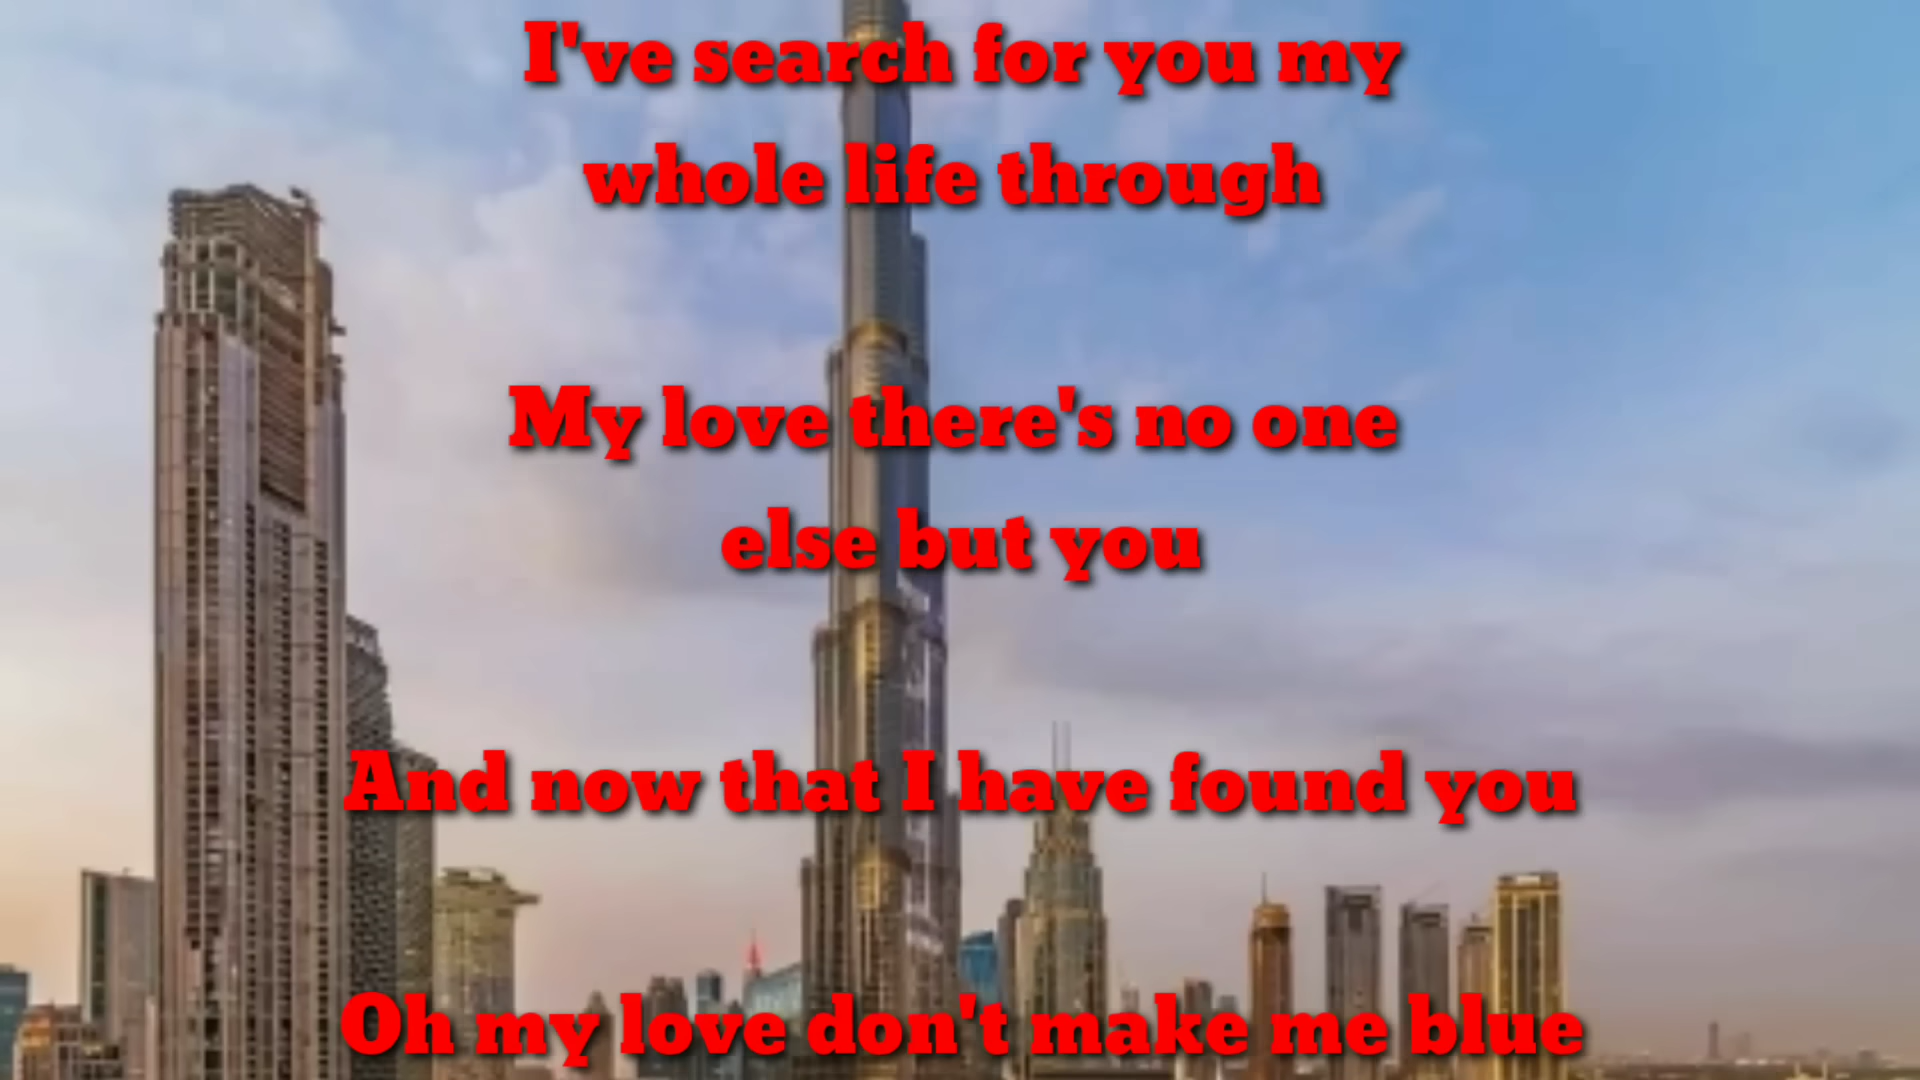 I've search for you my
whole life through
My love there's no one
else but you
And now that I have found you
Oh my love don't make me blue